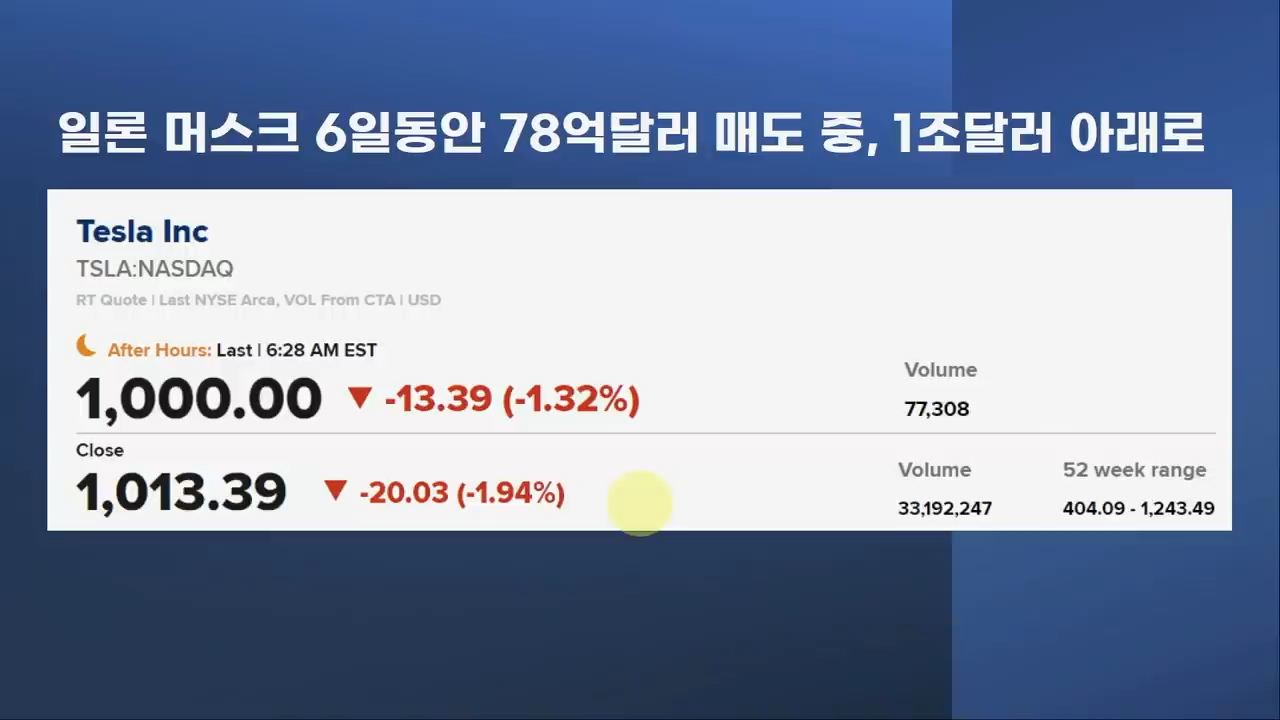 일론 머스크 6일동안 78억달러 매도 중, 1조달러 아래로
Tesla Inc
TSLA:NASDAQ
RT Quote | Last NYSE Arca, VOL From CTA | USD
After Hours: Last | 6:28 AM EST
1,000.00 ▼ -13.39 (-1.32%)
Volume
77,308
Close
1,013.39 ▼ -20.03 (-1.94%)
Volume
33,192,247
52 week range
404.09 - 1,243.49